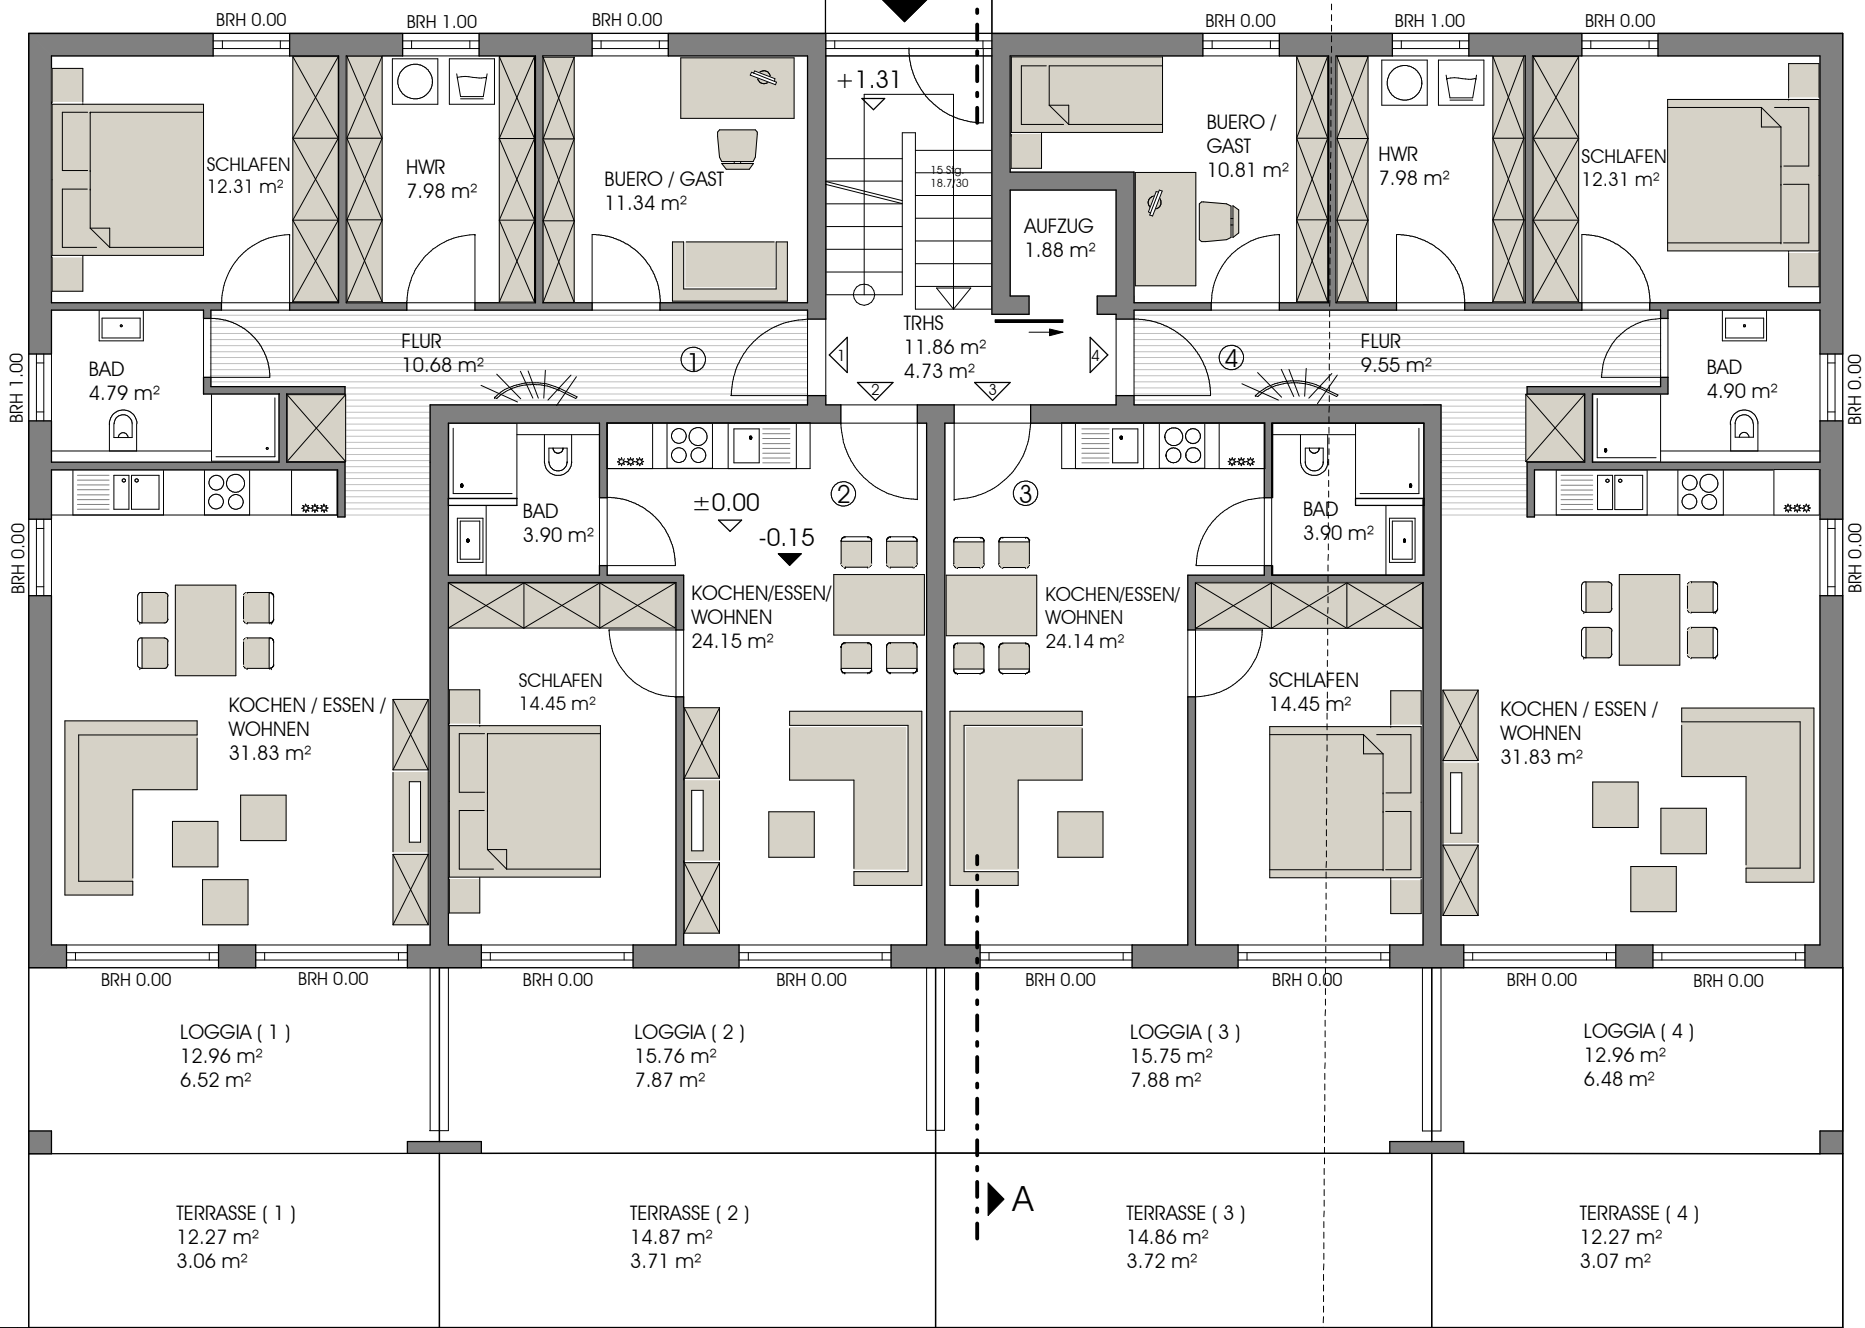 BRH 0.00
BRH 1.00
BRH 0.00
BRH 0.00
BRH 1.00
BRH 0.00
+1.31
SCHLAFEN
12.31 m²
HWR
7.98 m²
BUERO / GAST
11.34 m²
15 Stg.
18.7/30
AUFZUG
1.88 m²
BUERO /
GAST
10.81 m²
HWR
7.98 m²
SCHLAFEN
12.31 m²
BRH 1.00
BAD
4.79 m²
FLUR
10.68 m²
1
1
TRHS
11.86 m²
4.73 m²
2
3
4
4
FLUR
9.55 m²
BAD
4.90 m²
BRH 0.00
BRH 0.00
BAD
3.90 m²
±0.00
-0.15
2
3
BAD
3.90 m²
BRH 0.00
KOCHEN/ESSEN/
WOHNEN
24.15 m²
KOCHEN/ESSEN/
WOHNEN
24.14 m²
KOCHEN / ESSEN /
WOHNEN
31.83 m²
SCHLAFEN
14.45 m²
SCHLAFEN
14.45 m²
KOCHEN / ESSEN /
WOHNEN
31.83 m²
BRH 0.00
BRH 0.00
BRH 0.00
BRH 0.00
BRH 0.00
BRH 0.00
BRH 0.00
BRH 0.00
LOGGIA ( 1 )
12.96 m²
6.52 m²
LOGGIA ( 2 )
15.76 m²
7.87 m²
LOGGIA ( 3 )
15.75 m²
7.88 m²
LOGGIA ( 4 )
12.96 m²
6.48 m²
A
TERRASSE ( 1 )
12.27 m²
3.06 m²
TERRASSE ( 2 )
14.87 m²
3.71 m²
TERRASSE ( 3 )
14.86 m²
3.72 m²
TERRASSE ( 4 )
12.27 m²
3.07 m²